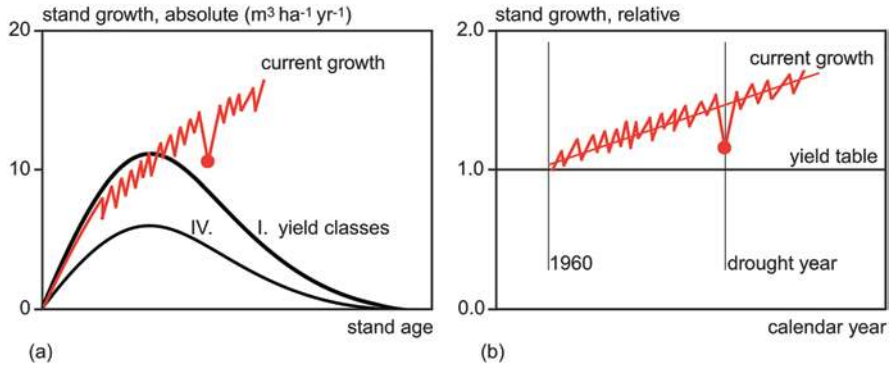 stand growth, absolute (m³ ha⁻¹ yr⁻¹)
20
current growth
10
IV.
I. yield classes
0
stand age
(a)
stand growth, relative
2.0
current growth
1.0
yield table
1960
drought year
0.0
calendar year
(b)